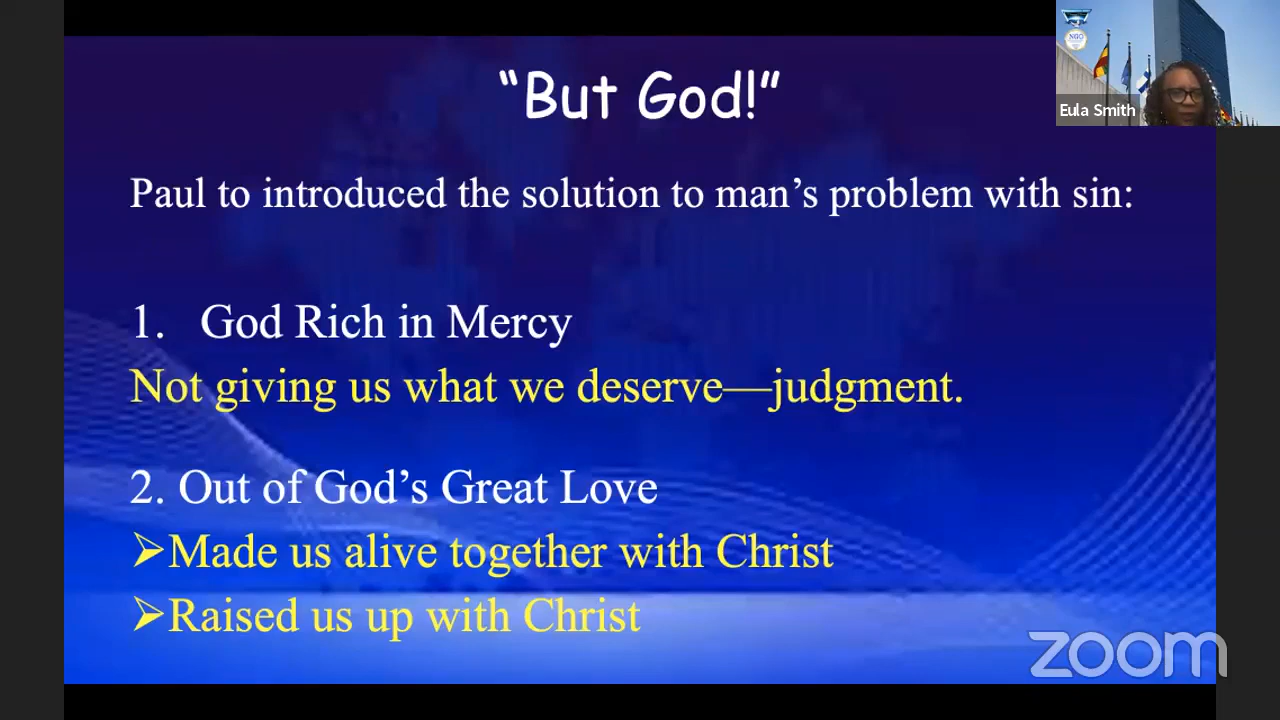 "But God!"
NGO
Eula Smith
Paul to introduced the solution to man's problem with sin:
1. God Rich in Mercy
Not giving us what we deserve—judgment.
2. Out of God's Great Love
➢Made us alive together with Christ
➢Raised us up with Christ
zoom